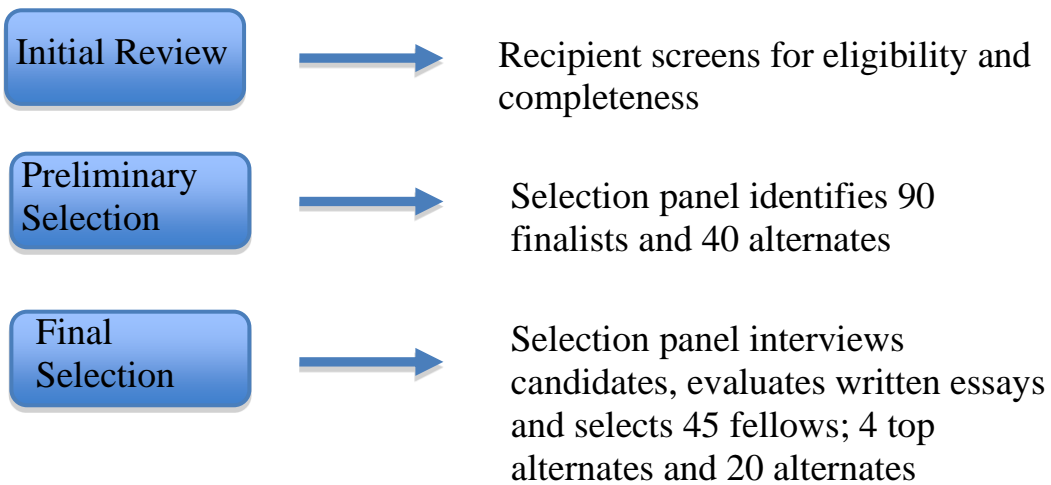 Initial Review
Recipient screens for eligibility and
completeness
Preliminary
Selection
Selection panel identifies 90
finalists and 40 alternates
Final
Selection
Selection panel interviews
candidates, evaluates written essays
and selects 45 fellows; 4 top
alternates and 20 alternates